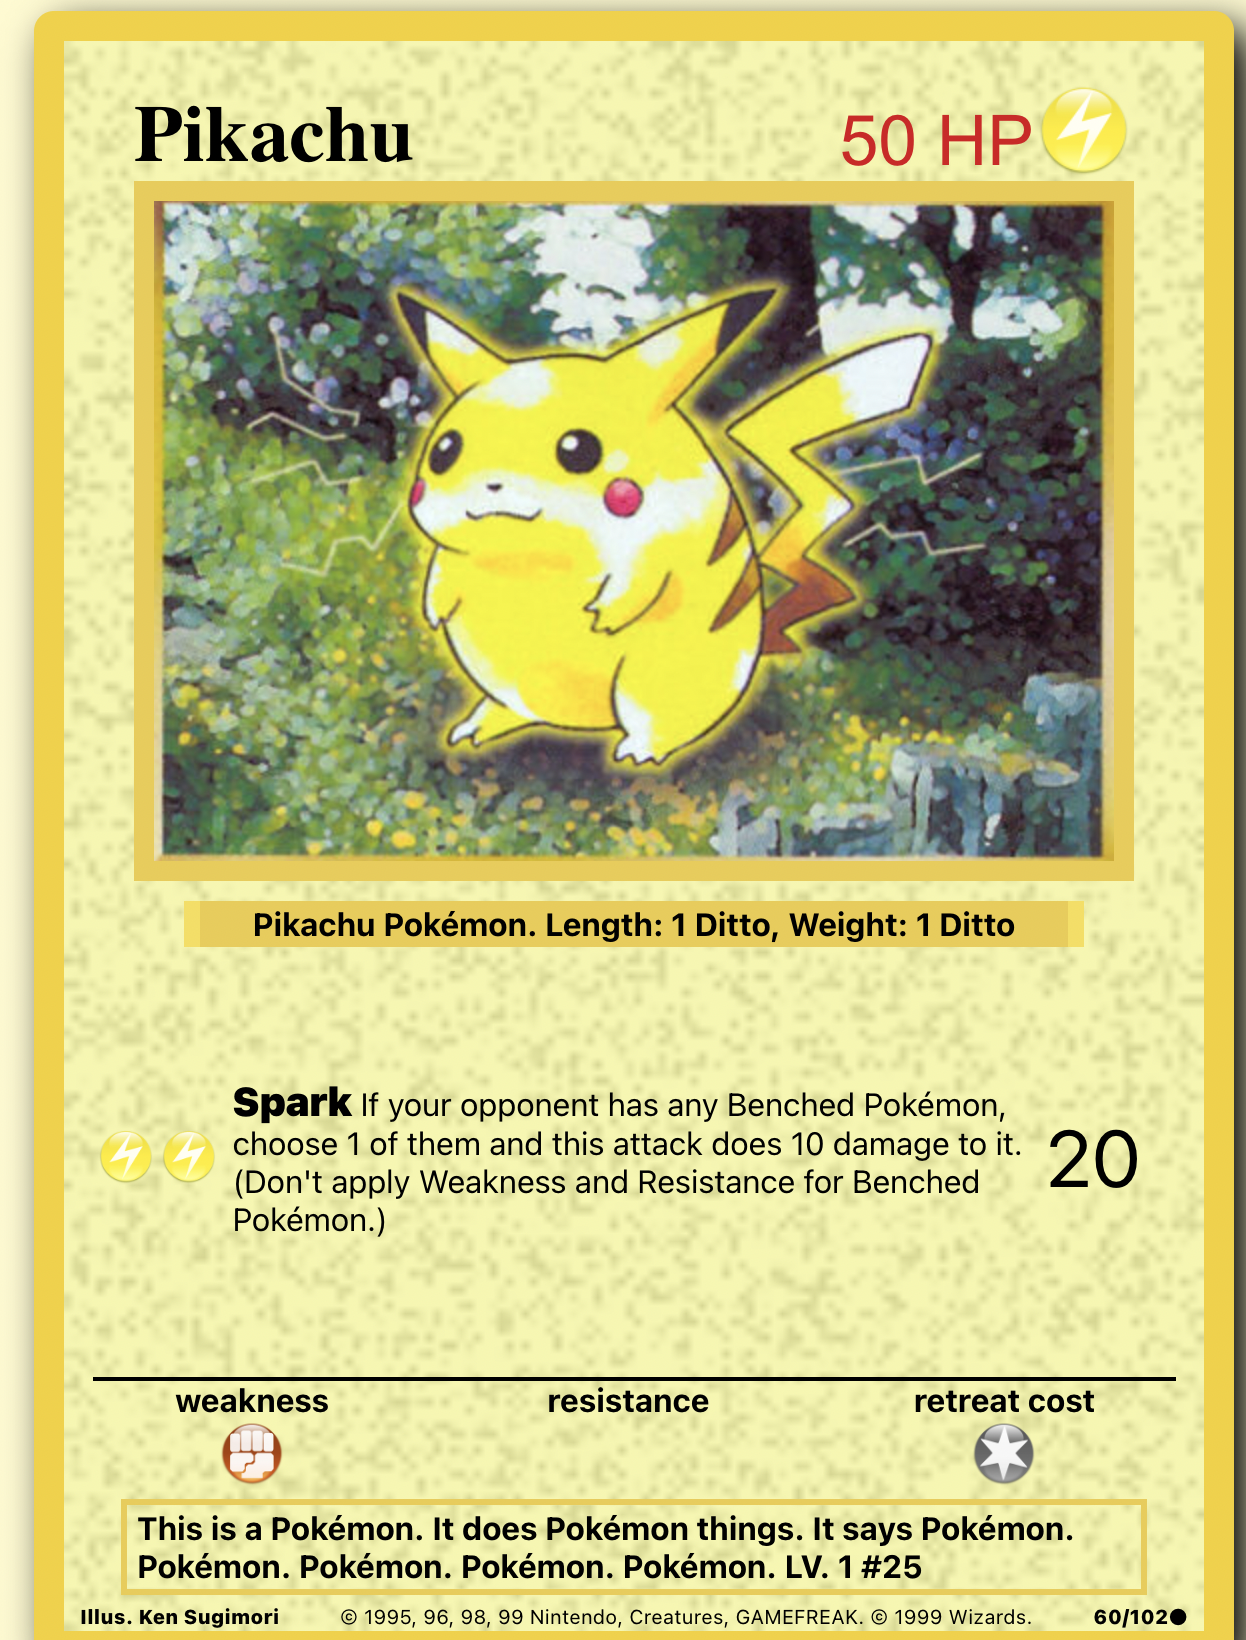 Pikachu
50 HP
Pikachu Pokémon. Length: 1 Ditto, Weight: 1 Ditto
Spark If your opponent has any Benched Pokémon,
choose 1 of them and this attack does 10 damage to it.
(Don't apply Weakness and Resistance for Benched
Pokémon.)
20
weakness
resistance
retreat cost
This is a Pokémon. It does Pokémon things. It says Pokémon.
Pokémon. Pokémon. Pokémon. Pokémon. LV. 1 #25
Illus. Ken Sugimori
© 1995, 96, 98, 99 Nintendo, Creatures, GAMEFREAK. © 1999 Wizards.
60/102●